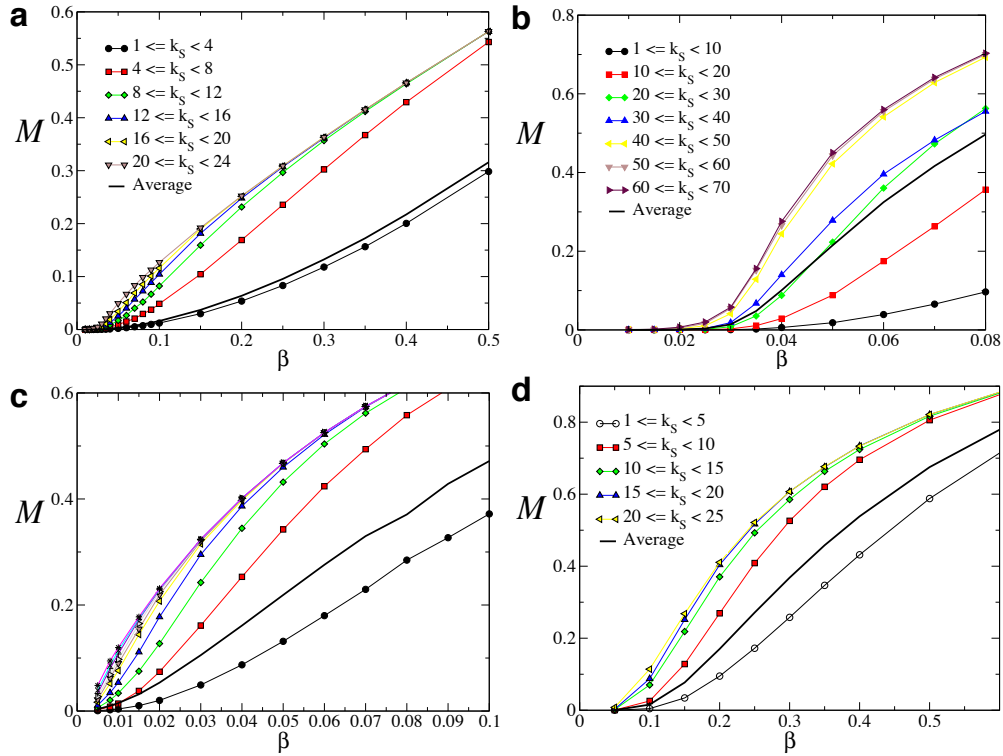 a
0.6
0.5
0.4
0.3
0.2
0.1
0
M
1 <= k_S < 4
4 <= k_S < 8
8 <= k_S < 12
12 <= k_S < 16
16 <= k_S < 20
20 <= k_S < 24
Average
0 0.1 0.2 0.3 0.4 0.5
β
b
0.8
0.6
0.4
0.2
0
M
1 <= k_S < 10
10 <= k_S < 20
20 <= k_S < 30
30 <= k_S < 40
40 <= k_S < 50
50 <= k_S < 60
60 <= k_S < 70
Average
0 0.02 0.04 0.06 0.08
β
c
0.6
0.4
0.2
0
M
0 0.01 0.02 0.03 0.04 0.05 0.06 0.07 0.08 0.09 0.1
β
d
0.8
0.6
0.4
0.2
0
M
1 <= k_S < 5
5 <= k_S < 10
10 <= k_S < 15
15 <= k_S < 20
20 <= k_S < 25
Average
0 0.1 0.2 0.3 0.4 0.5
β